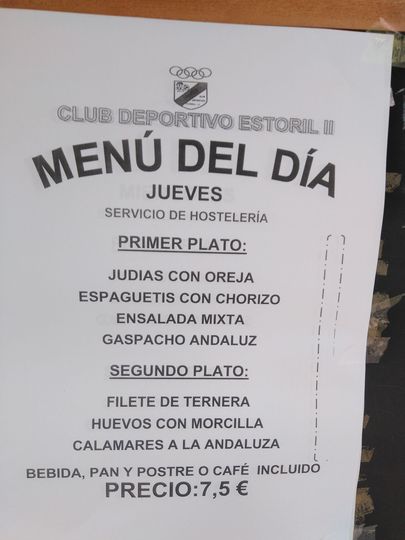 CLUB DEPORTIVO ESTORIL II
MENÚ DEL DÍA
JUEVES
SERVICIO DE HOSTELERÍA
PRIMER PLATO:
JUDIAS CON OREJA
ESPAGUETIS CON CHORIZO
ENSALADA MIXTA
GASPACHO ANDALUZ
SEGUNDO PLATO:
FILETE DE TERNERA
HUEVOS CON MORCILLA
CALAMARES A LA ANDALUZA
BEBIDA, PAN Y POSTRE O CAFÉ INCLUIDO
PRECIO:7,5 €